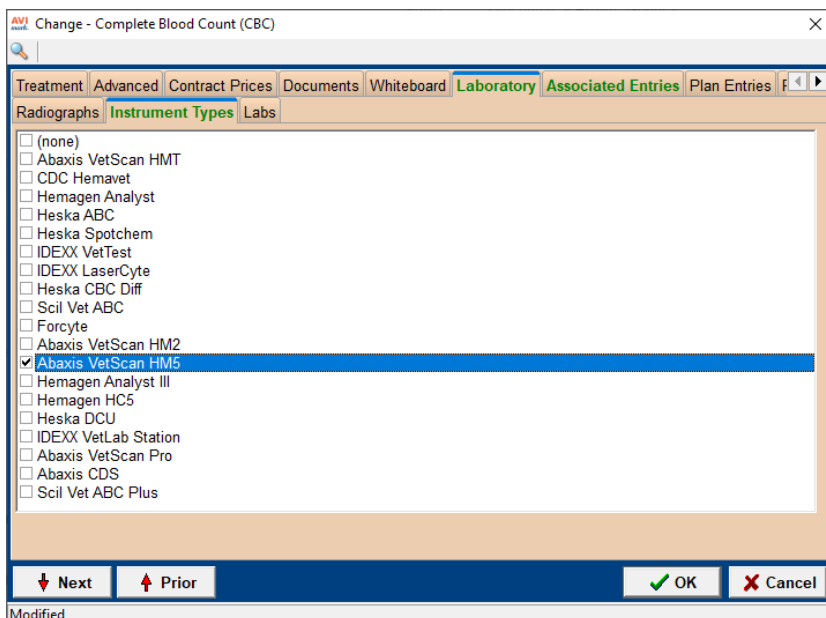 AVI mark Change - Complete Blood Count (CBC)
Treatment Advanced Contract Prices Documents Whiteboard Laboratory Associated Entries Plan Entries
Radiographs Instrument Types Labs
(none)
Abaxis VetScan HMT
CDC Hemavet
Hemagen Analyst
Heska ABC
Heska Spotchem
IDEXX VetTest
IDEXX LaserCyte
Heska CBC Diff
Scil Vet ABC
Forcyte
Abaxis VetScan HM2
Abaxis VetScan HM5
Hemagen Analyst III
Hemagen HC5
Heska DCU
IDEXX VetLab Station
Abaxis VetScan Pro
Abaxis CDS
Scil Vet ABC Plus
Next Prior OK Cancel
Modified